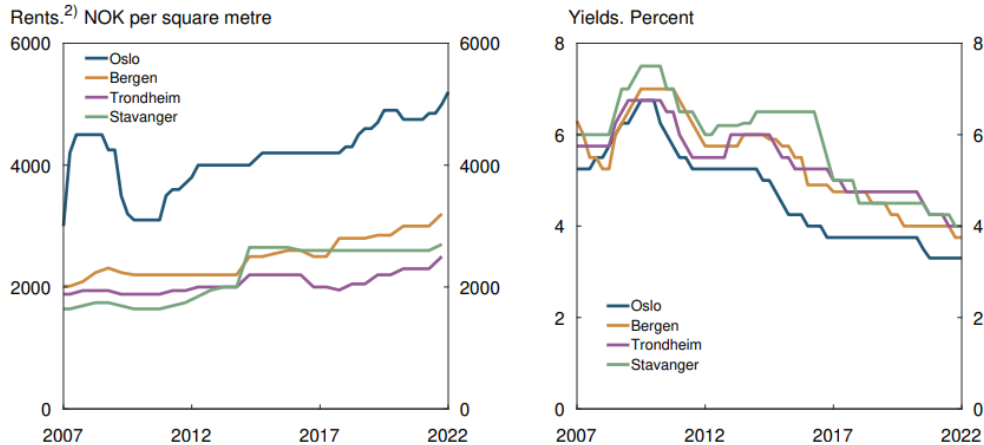 Rents.2) NOK per square metre
6000 6000
Oslo
Bergen
Trondheim
Stavanger
4000 4000
2000 2000
0 0
2007 2012 2017 2022
Yields. Percent
8 8
6 6
4 4
Oslo
Bergen
Trondheim
Stavanger
2 2
0 0
2007 2012 2017 2022